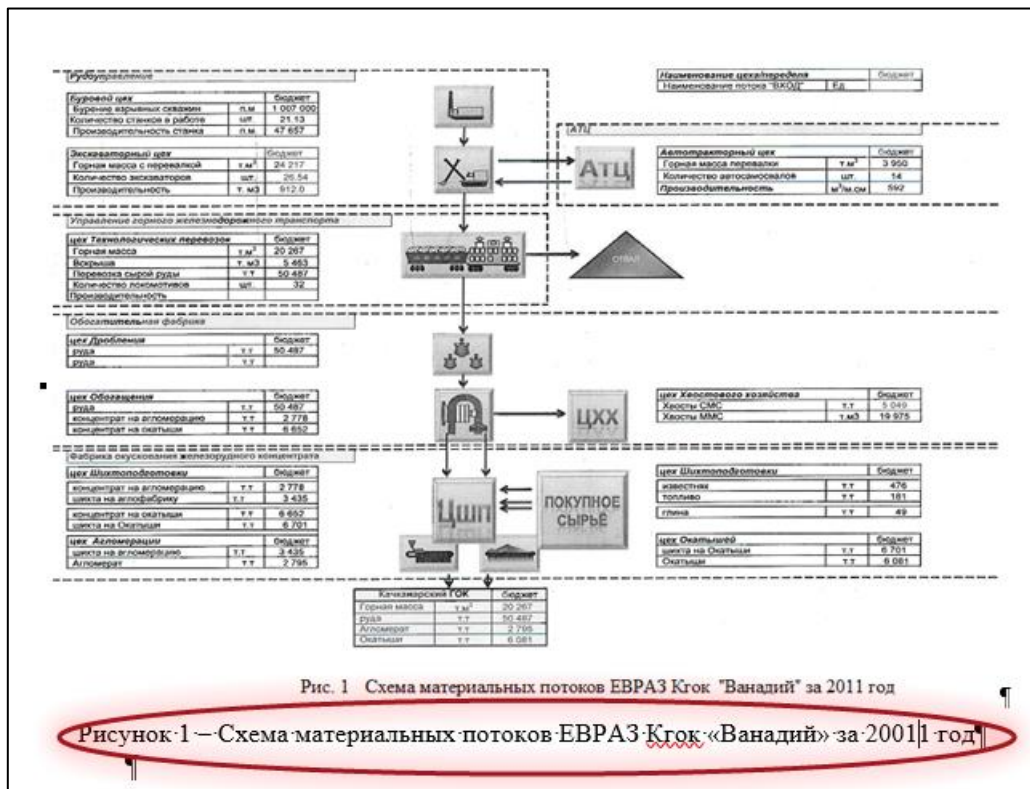 Рудоуправление
Наименование цеха/передела бюджет
Наименование потока "ВХОД" Ед
Буровой цех бюджет
Бурение взрывных скважин п.м 1 007 000
Количество станков в работе шт. 21.13
Производительность станка п.м. 47 657
АТЦ
Экскаваторный цех бюджет
Горная масса с перевалкой т.м³ 24 217
Количество экскаваторов шт. 26.54
Производительность т. м3 912.0
АТЦ
Автотракторный цех бюджет
Горная масса перевалки т.м³ 3 950
Количество автосамосвалов шт. 14
Производительность м³/м.см 592
Управление горного железнодорожного транспорта
цех Технологических перевозок бюджет
Горная масса т.м³ 20 267
Вскрыша т. м3 5 463
Перевозка сырой руды т.т 50 487
Количество локомотивов шт. 32
Производительность
ОТВАЛ
Обогатительная фабрика
цех Дробления бюджет
руда т.т 50 487
руда т.т
цех Обогащения бюджет
руда т.т 50 487
концентрат на агломерацию т.т 2 778
концентрат на окатыши т.т 6 652
ЦХХ
цех Хвостового хозяйства бюджет
Хвосты СМС т.т 5 049
Хвосты ММС т.м3 19 975
Фабрика окускования железорудного концентрата
цех Шихтоподготовки бюджет
концентрат на агломерацию т.т 2 778
шихта на аглофабрику т.т 3 435
концентрат на окатыши т.т 6 652
шихта на Окатыши т.т 6 701
цех Агломерации бюджет
шихта на агломерацию т.т 3 435
Агломерат т.т 2 795
Цшп
ПОКУПНОЕ
СЫРЬЁ
цех Шихтоподготовки бюджет
известняк т.т 476
топливо т.т 181
глина т.т 49
цех Окатышей бюджет
шихта на Окатыши т.т 6 701
Окатыши т.т 6 081
Качканарский ГОК бюджет
Горная масса т.м³ 20 267
руда т.т 50 487
Агломерат т.т 2 795
Окатыши т.т 6 081
Рис. 1 Схема материальных потоков ЕВРАЗ Кгок "Ванадий" за 2011 год
¶
Рисунок·1·–·Схема·материальных·потоков·ЕВРАЗ·Кгок·«Ванадий»·за·20011·год¶
¶